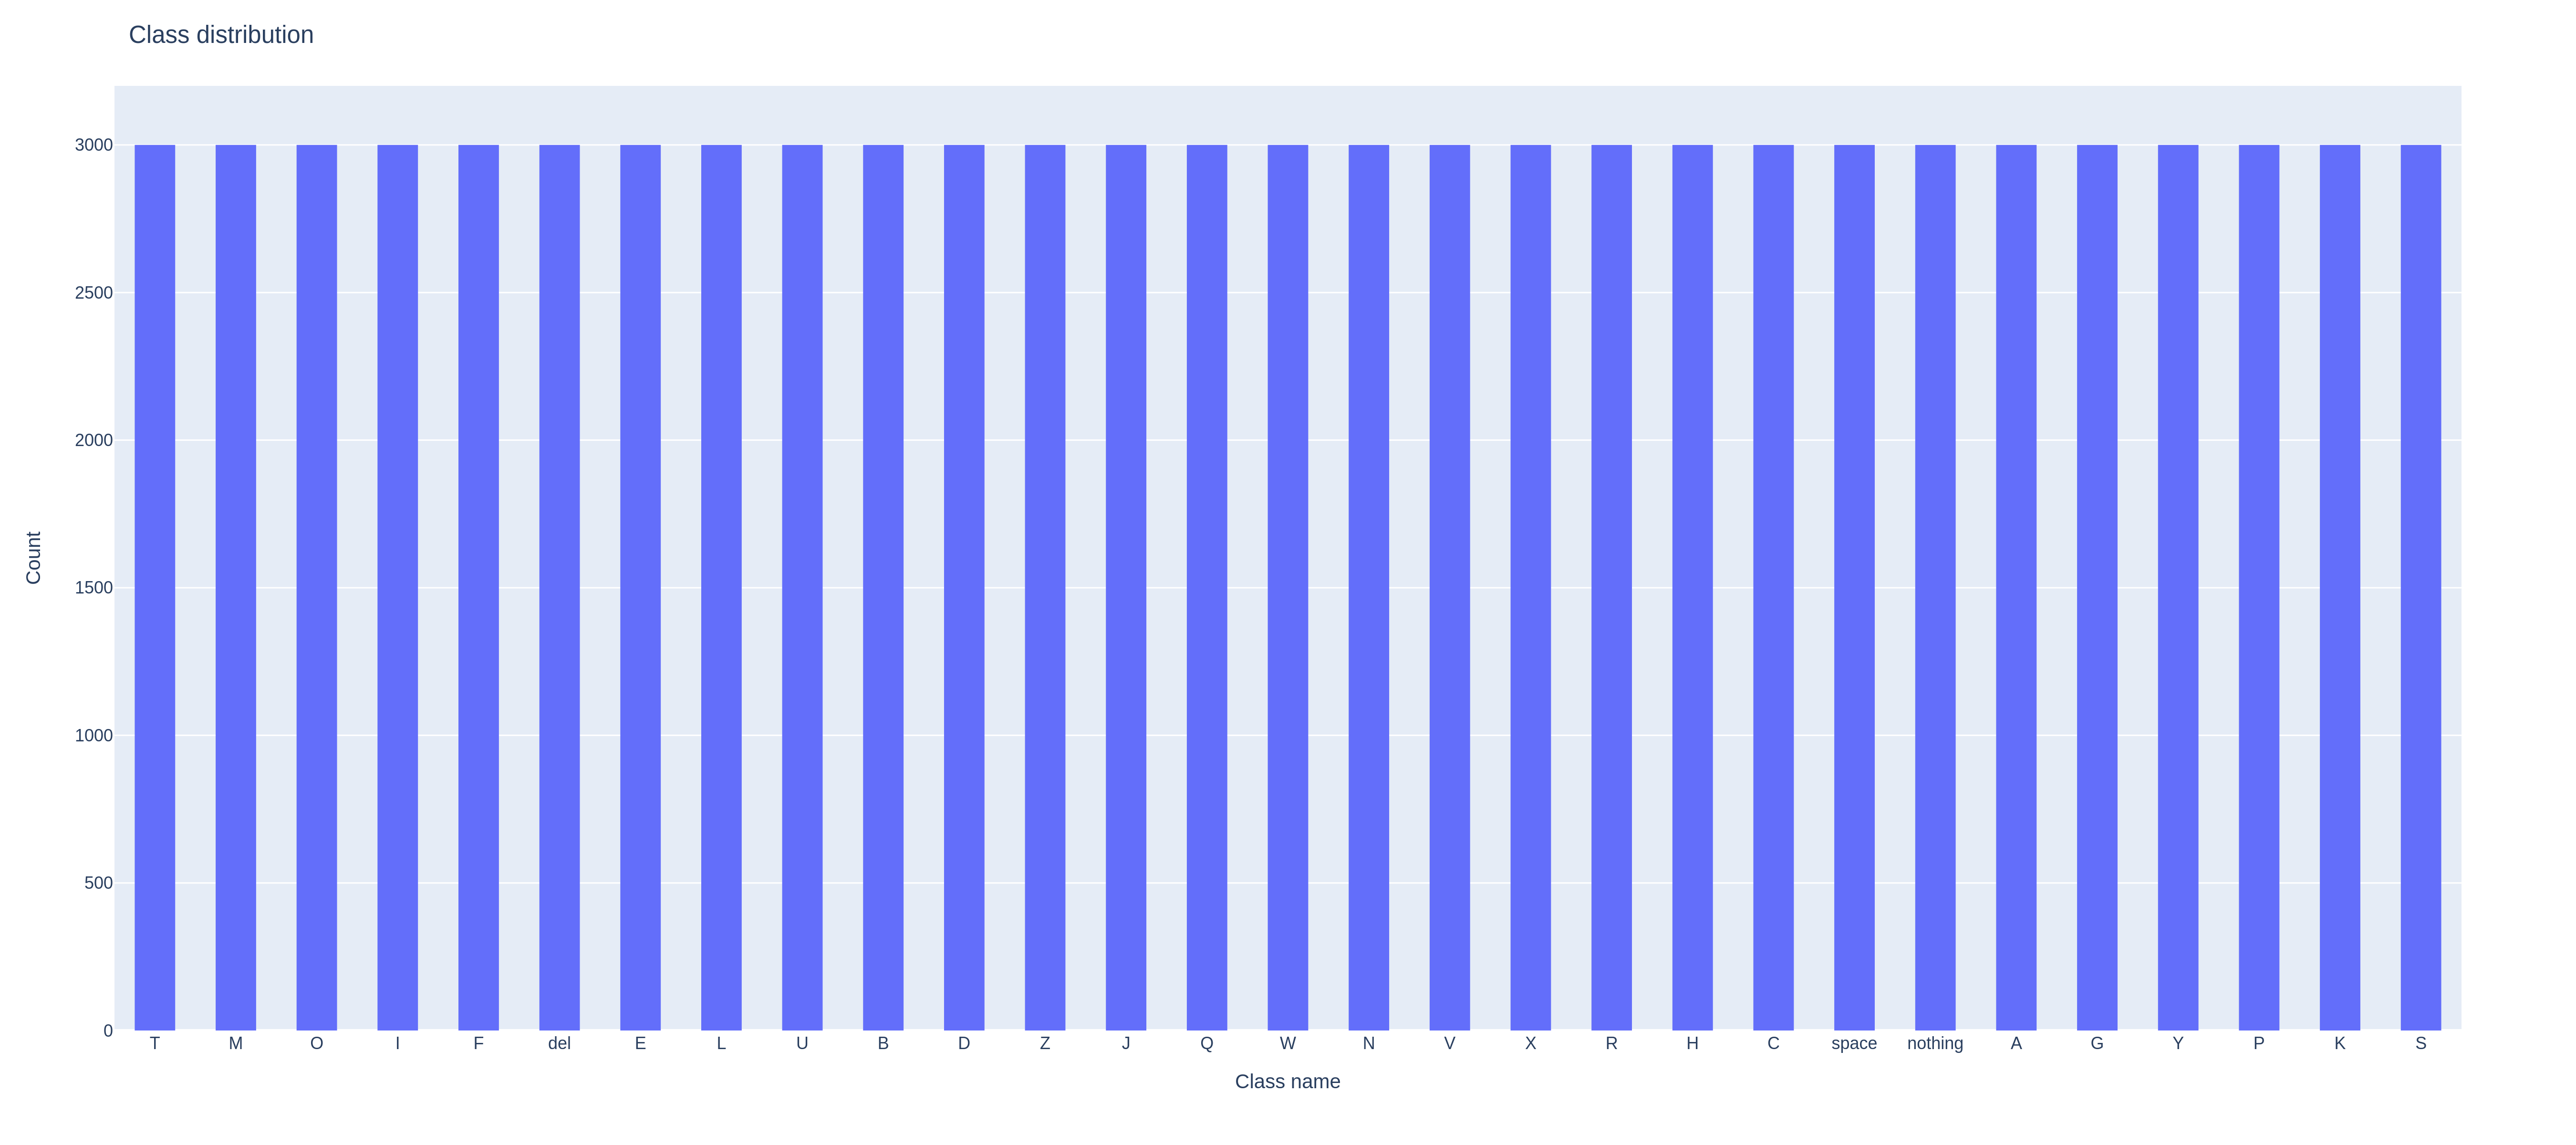 Class distribution
3000
2500
2000
1500
1000
500
0
Count
T M O I F del E L U B D Z J Q W N V X R H C space nothing A G Y P K S
Class name